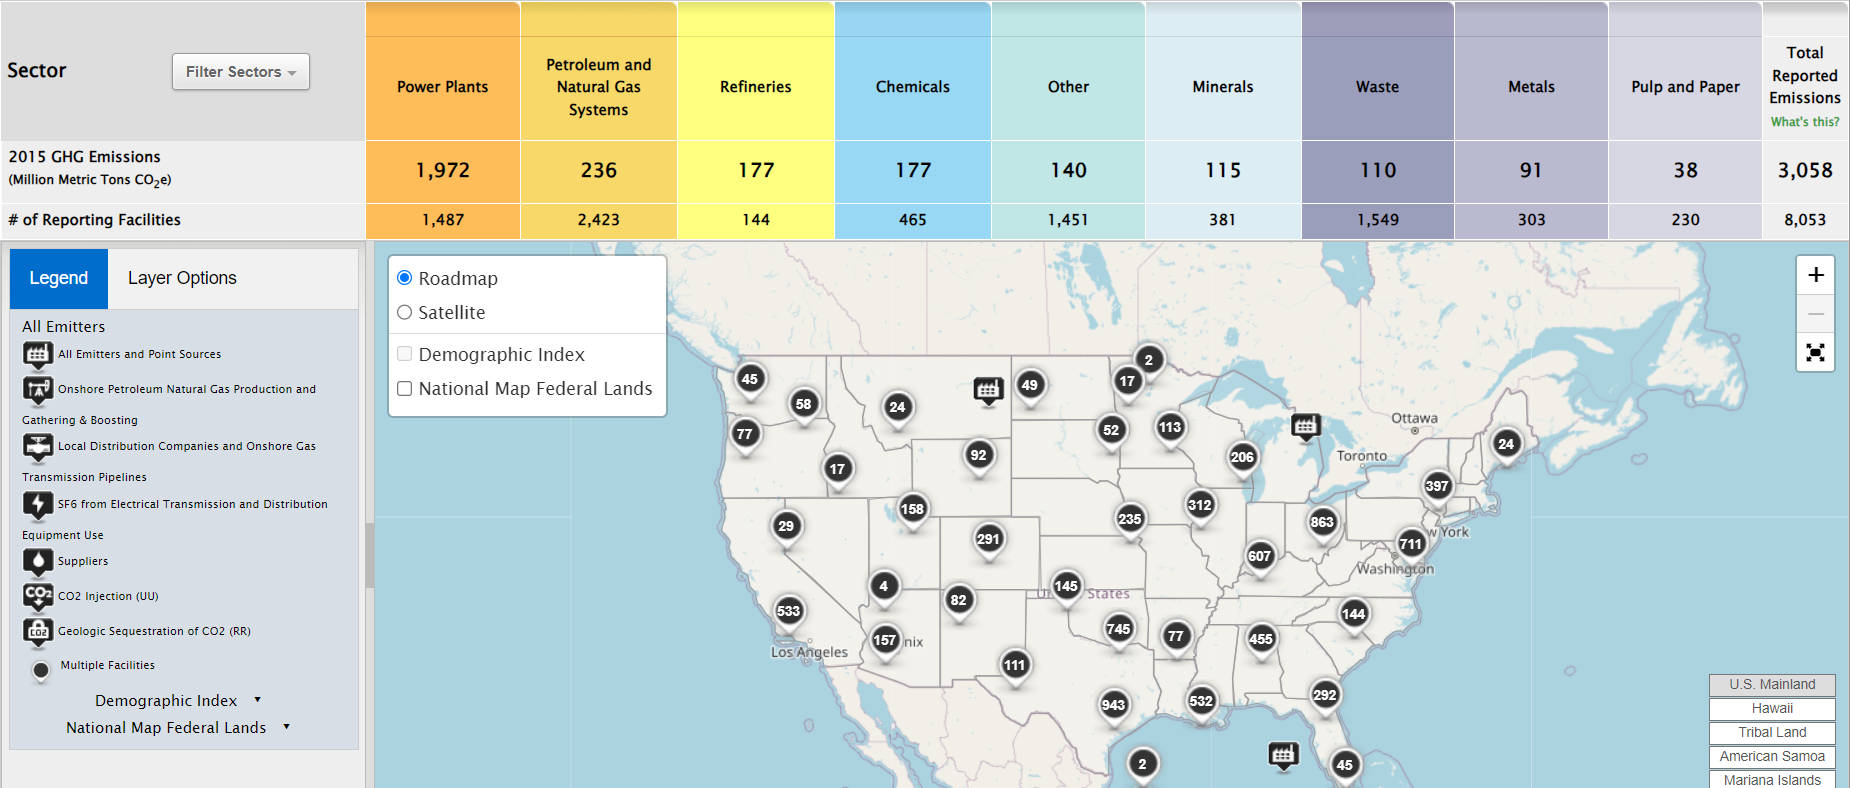 Sector
Filter Sectors
Power Plants
Petroleum and
Natural Gas
Systems
Refineries
Chemicals
Other
Minerals
Waste
Metals
Pulp and Paper
Total
Reported
Emissions
What's this?
2015 GHG Emissions
(Million Metric Tons CO2e)
1,972
236
177
177
140
115
110
91
38
3,058
# of Reporting Facilities
1,487
2,423
144
465
1,451
381
1,549
303
230
8,053
Legend
Layer Options
All Emitters
All Emitters and Point Sources
Onshore Petroleum Natural Gas Production and
Gathering & Boosting
Local Distribution Companies and Onshore Gas
Transmission Pipelines
SF6 from Electrical Transmission and Distribution
Equipment Use
Suppliers
CO2
CO2 Injection (UU)
CO2
Geologic Sequestration of CO2 (RR)
Multiple Facilities
Demographic Index
National Map Federal Lands
Roadmap
Satellite
Demographic Index
National Map Federal Lands
+
−
2
45
17
49
58
24
Ottawa
77
52
113
24
206
Toronto
92
17
397
158
312
235
863
29
w York
291
711
607
Washington
4
145
82
U
States
533
144
745
77
455
157
nix
Los Angeles
111
292
943
532
2
45
U.S. Mainland
Hawaii
Tribal Land
American Samoa
Mariana Islands